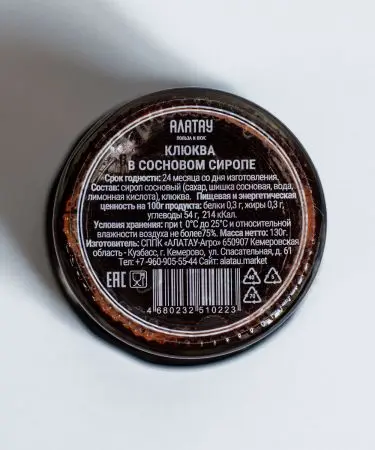 АЛАТАУ
ПОЛЬЗА И ВКУС
КЛЮКВА
В СОСНОВОМ СИРОПЕ
Срок годности: 24 месяца со дня изготовления.
Состав: сироп сосновый (сахар, шишка сосновая, вода,
лимонная кислота), клюква. Пищевая и энергетическая
ценность на 100г продукта: белки 0,3 г, жиры 0,3 г,
углеводы 54 г, 214 кКал.
Условия хранения: при t 0°C до 25°C и относительной
влажности воздуха не более75%. Масса нетто: 130г.
Изготовитель: СППК «АЛАТАУ-Агро» 650907 Кемеровская
область - Кузбасс, г. Кемерово, ул. Спасательная, д. 61
Тел: +7 -960-905-55-44 Сайт: alatau.market
EAC
4 680232 510223
40
5